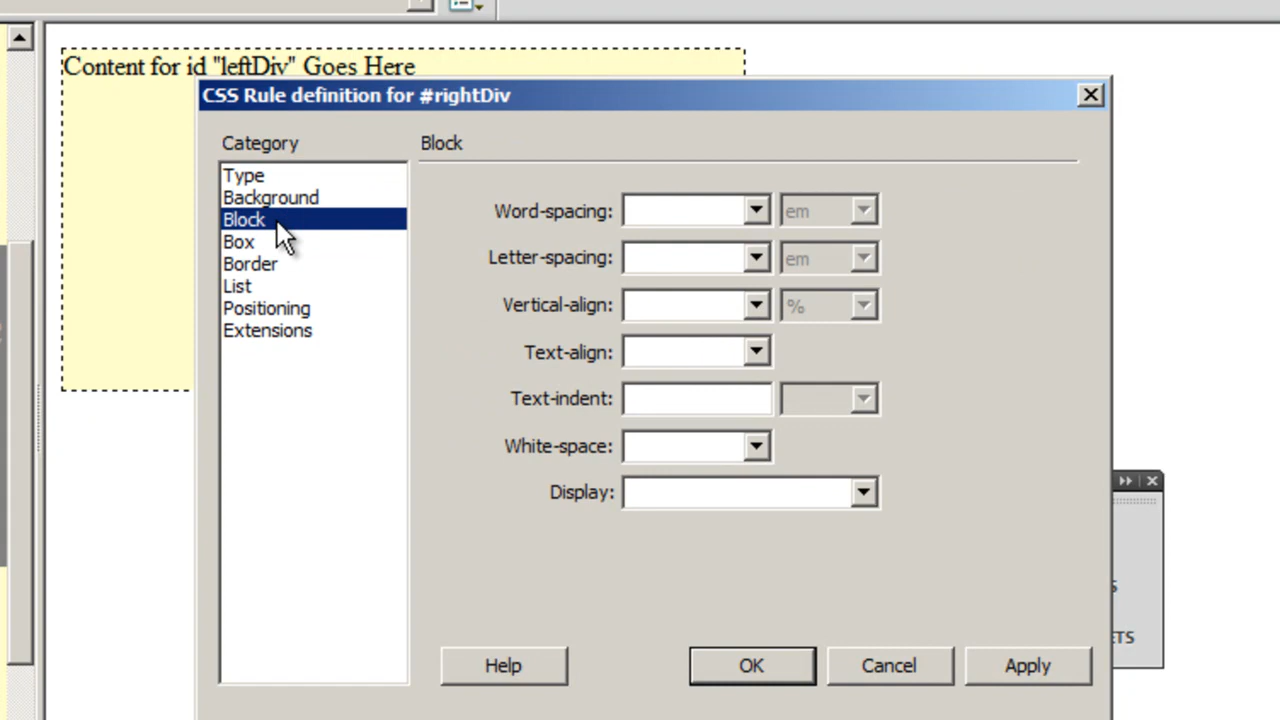 Content for id "leftDiv" Goes Here
CSS Rule definition for #rightDiv
Category
Block
Type
Background
Block
Box
Border
List
Positioning
Extensions
Word-spacing:
em
Letter-spacing:
em
Vertical-align:
%
Text-align:
Text-indent:
White-space:
Display:
Help
OK
Cancel
Apply